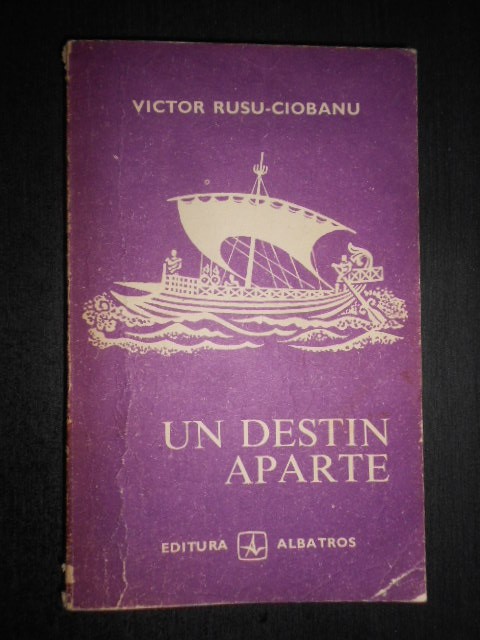 VICTOR RUSU-CIOBANU
UN DESTIN
APARTE
EDITURA ALBATROS